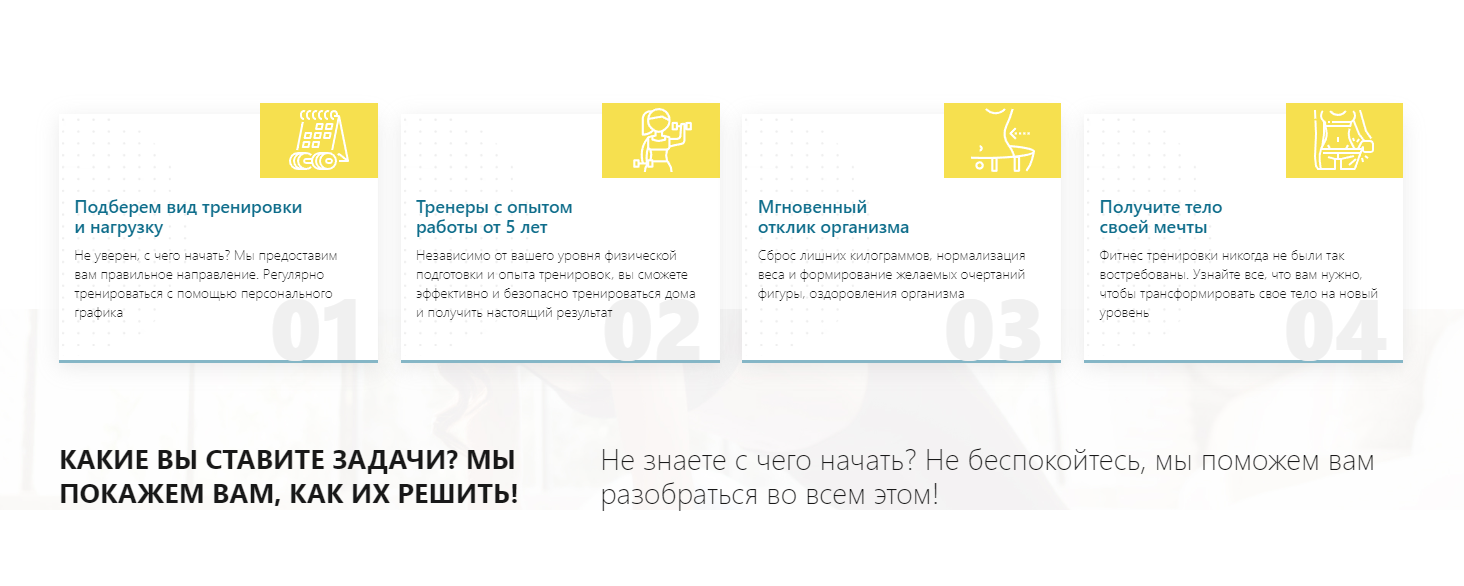 Подберем вид тренировки
и нагрузку
Не уверен, с чего начать? Мы предоставим
вам правильное направление. Регулярно
тренироваться с помощью персонального
графика
01
Тренеры с опытом
работы от 5 лет
Независимо от вашего уровня физической
подготовки и опыта тренировок, вы сможете
эффективно и безопасно тренироваться дома
и получить настоящий результат
02
Мгновенный
отклик организма
Сброс лишних килограммов, нормализация
веса и формирование желаемых очертаний
фигуры, оздоровления организма
03
Получите тело
своей мечты
Фитнес тренировки никогда не были так
востребованы. Узнайте все, что вам нужно,
чтобы трансформировать свое тело на новый
уровень
04
КАКИЕ ВЫ СТАВИТЕ ЗАДАЧИ? МЫ
ПОКАЖЕМ ВАМ, КАК ИХ РЕШИТЬ!
Не знаете с чего начать? Не беспокойтесь, мы поможем вам
разобраться во всем этом!